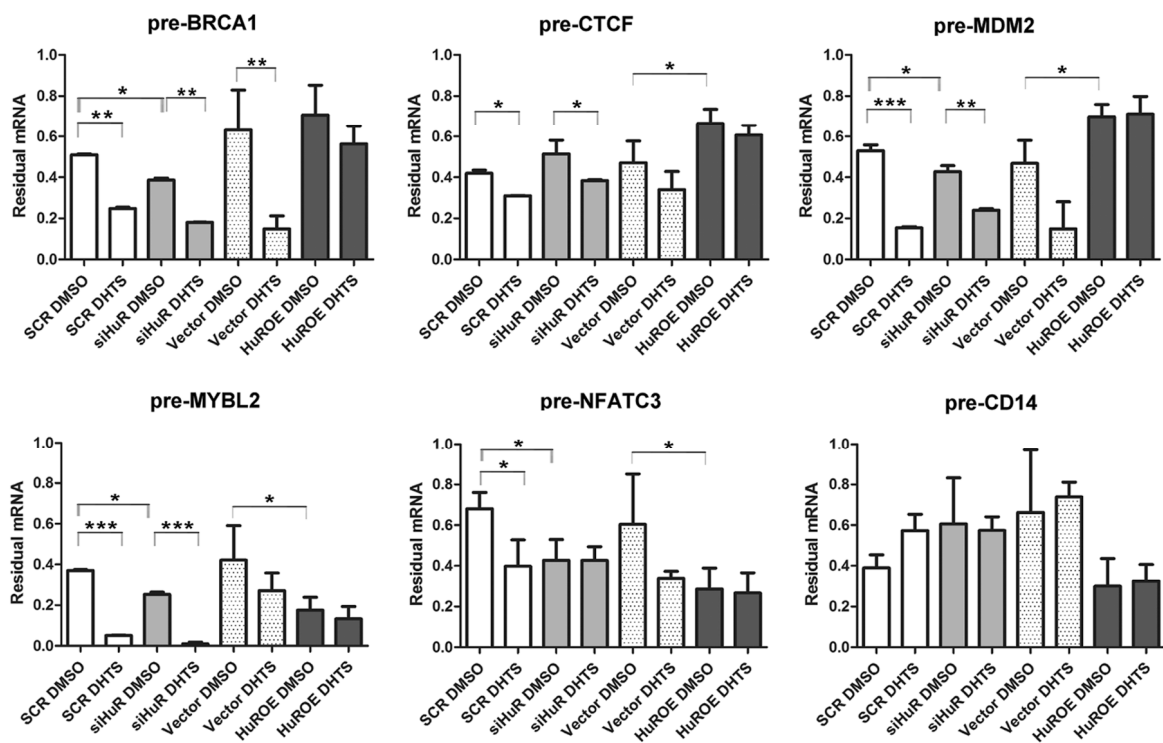 pre-BRCA1
Residual mRNA
1.0
0.8
0.6
0.4
0.2
0.0
*
**
**
**
SCR DMSO
SCR DHTS
siHuR DMSO
siHuR DHTS
Vector DMSO
Vector DHTS
HuROE DMSO
HuROE DHTS
pre-CTCF
Residual mRNA
1.0
0.8
0.6
0.4
0.2
0.0
*
*
*
SCR DMSO
SCR DHTS
siHuR DMSO
siHuR DHTS
Vector DMSO
Vector DHTS
HuROE DMSO
HuROE DHTS
pre-MDM2
Residual mRNA
1.0
0.8
0.6
0.4
0.2
0.0
*
***
**
*
SCR DMSO
SCR DHTS
siHuR DMSO
siHuR DHTS
Vector DMSO
Vector DHTS
HuROE DMSO
HuROE DHTS
pre-MYBL2
Residual mRNA
1.0
0.8
0.6
0.4
0.2
0.0
*
***
***
*
SCR DMSO
SCR DHTS
siHuR DMSO
siHuR DHTS
Vector DMSO
Vector DHTS
HuROE DMSO
HuROE DHTS
pre-NFATC3
Residual mRNA
1.0
0.8
0.6
0.4
0.2
0.0
*
*
*
SCR DMSO
SCR DHTS
siHuR DMSO
siHuR DHTS
Vector DMSO
Vector DHTS
HuROE DMSO
HuROE DHTS
pre-CD14
Residual mRNA
1.0
0.8
0.6
0.4
0.2
0.0
SCR DMSO
SCR DHTS
siHuR DMSO
siHuR DHTS
Vector DMSO
Vector DHTS
HuROE DMSO
HuROE DHTS